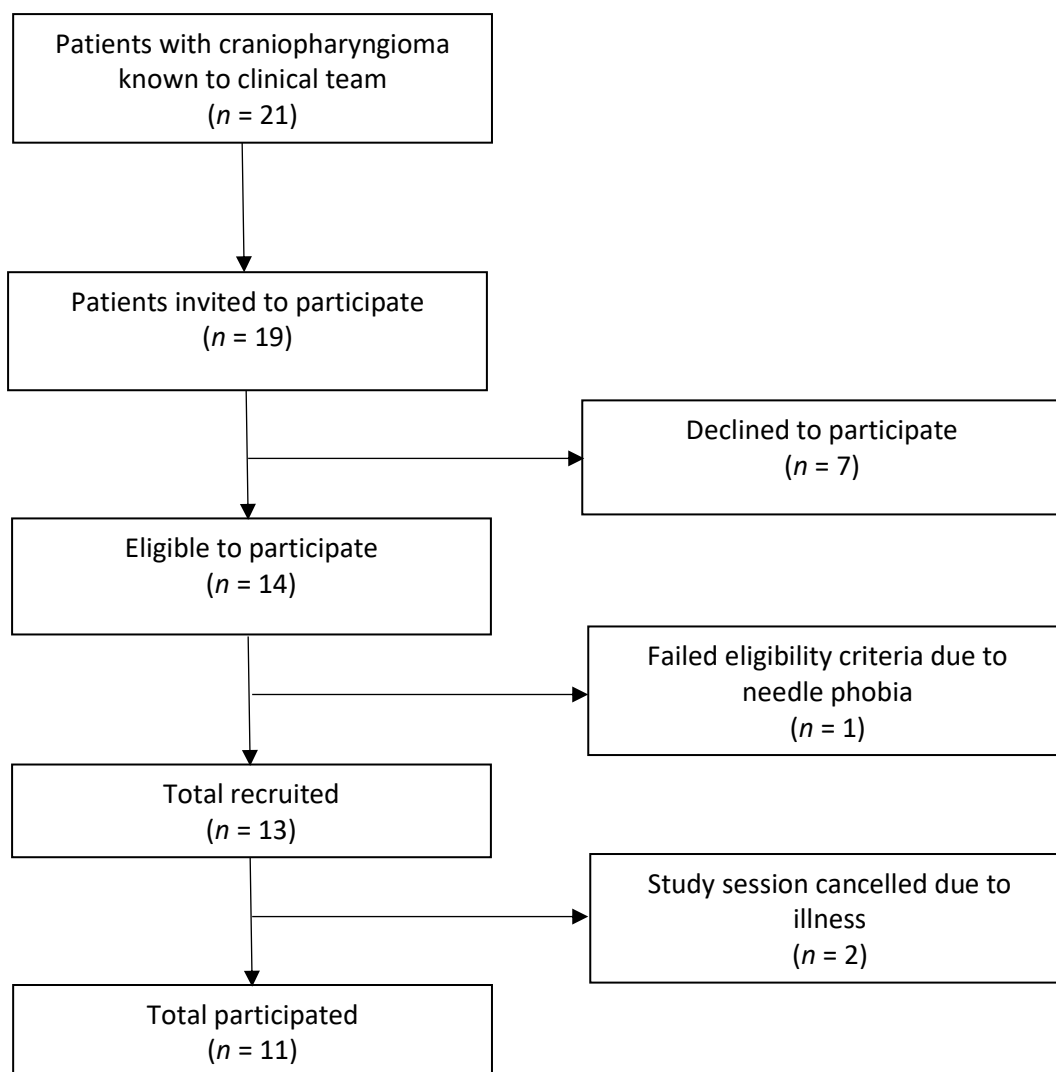 Patients with craniopharyngioma
known to clinical team
(n = 21)
Patients invited to participate
(n = 19)
Declined to participate
(n = 7)
Eligible to participate
(n = 14)
Failed eligibility criteria due to
needle phobia
(n = 1)
Total recruited
(n = 13)
Study session cancelled due to
illness
(n = 2)
Total participated
(n = 11)